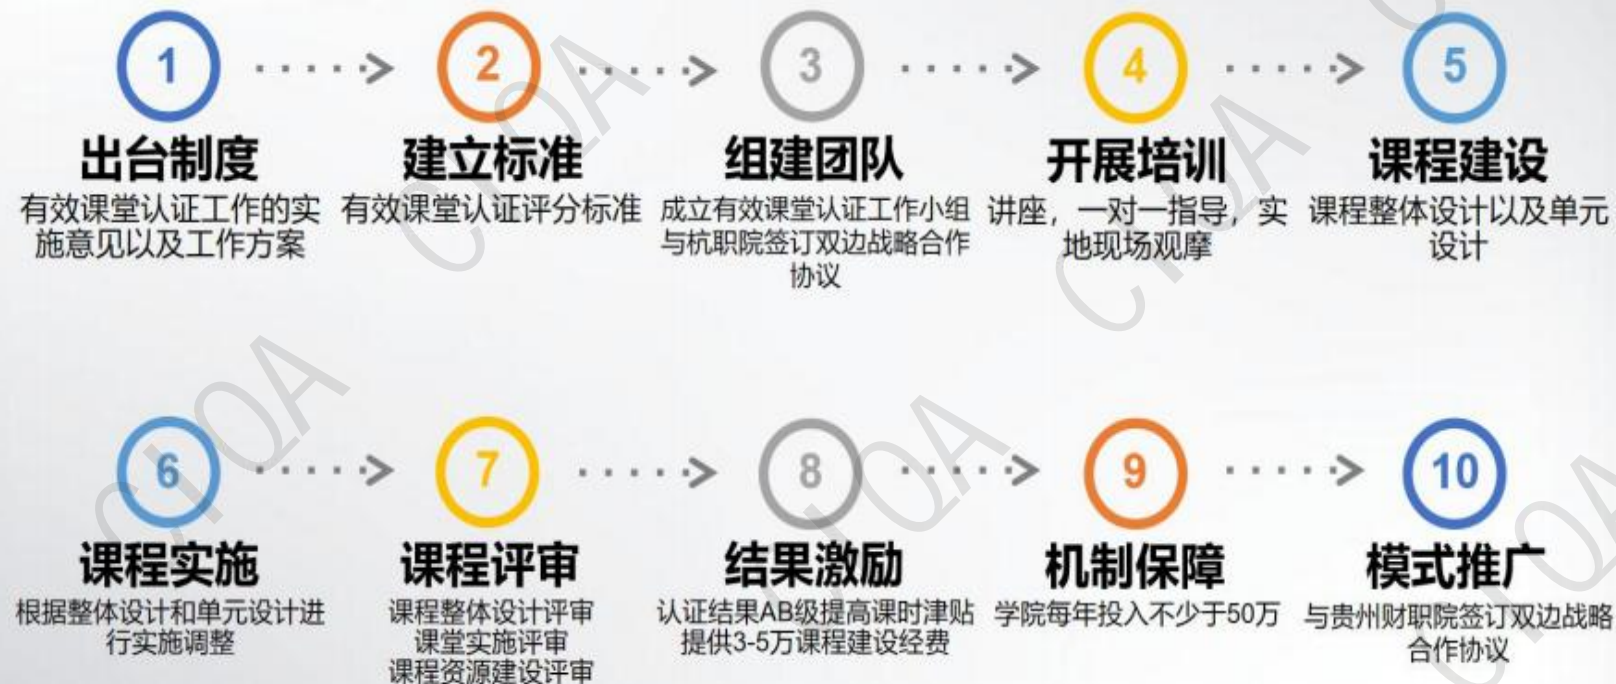 1
2
3
4
5
出台制度
建立标准
组建团队
开展培训
课程建设
有效课堂认证工作的实
施意见以及工作方案
有效课堂认证评分标准
成立有效课堂认证工作小组
与杭职院签订双边战略合作
协议
讲座，一对一指导，实
地现场观摩
课程整体设计以及单元
设计
6
7
8
9
10
课程实施
课程评审
结果激励
机制保障
模式推广
根据整体设计和单元设计进
行实施调整
课程整体设计评审
课堂实施评审
课程资源建设评审
认证结果AB级提高课时津贴
提供3-5万课程建设经费
学院每年投入不少于50万
与贵州财职院签订双边战略
合作协议